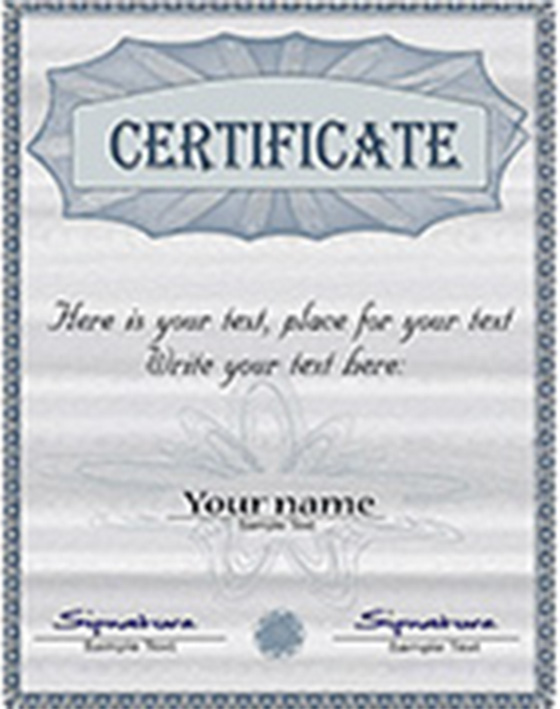 CERTIFICATE
Here is your text, place for your text
Write your text here:
Your name
Sample Text
Signature Signature
Sample Text Sample Text